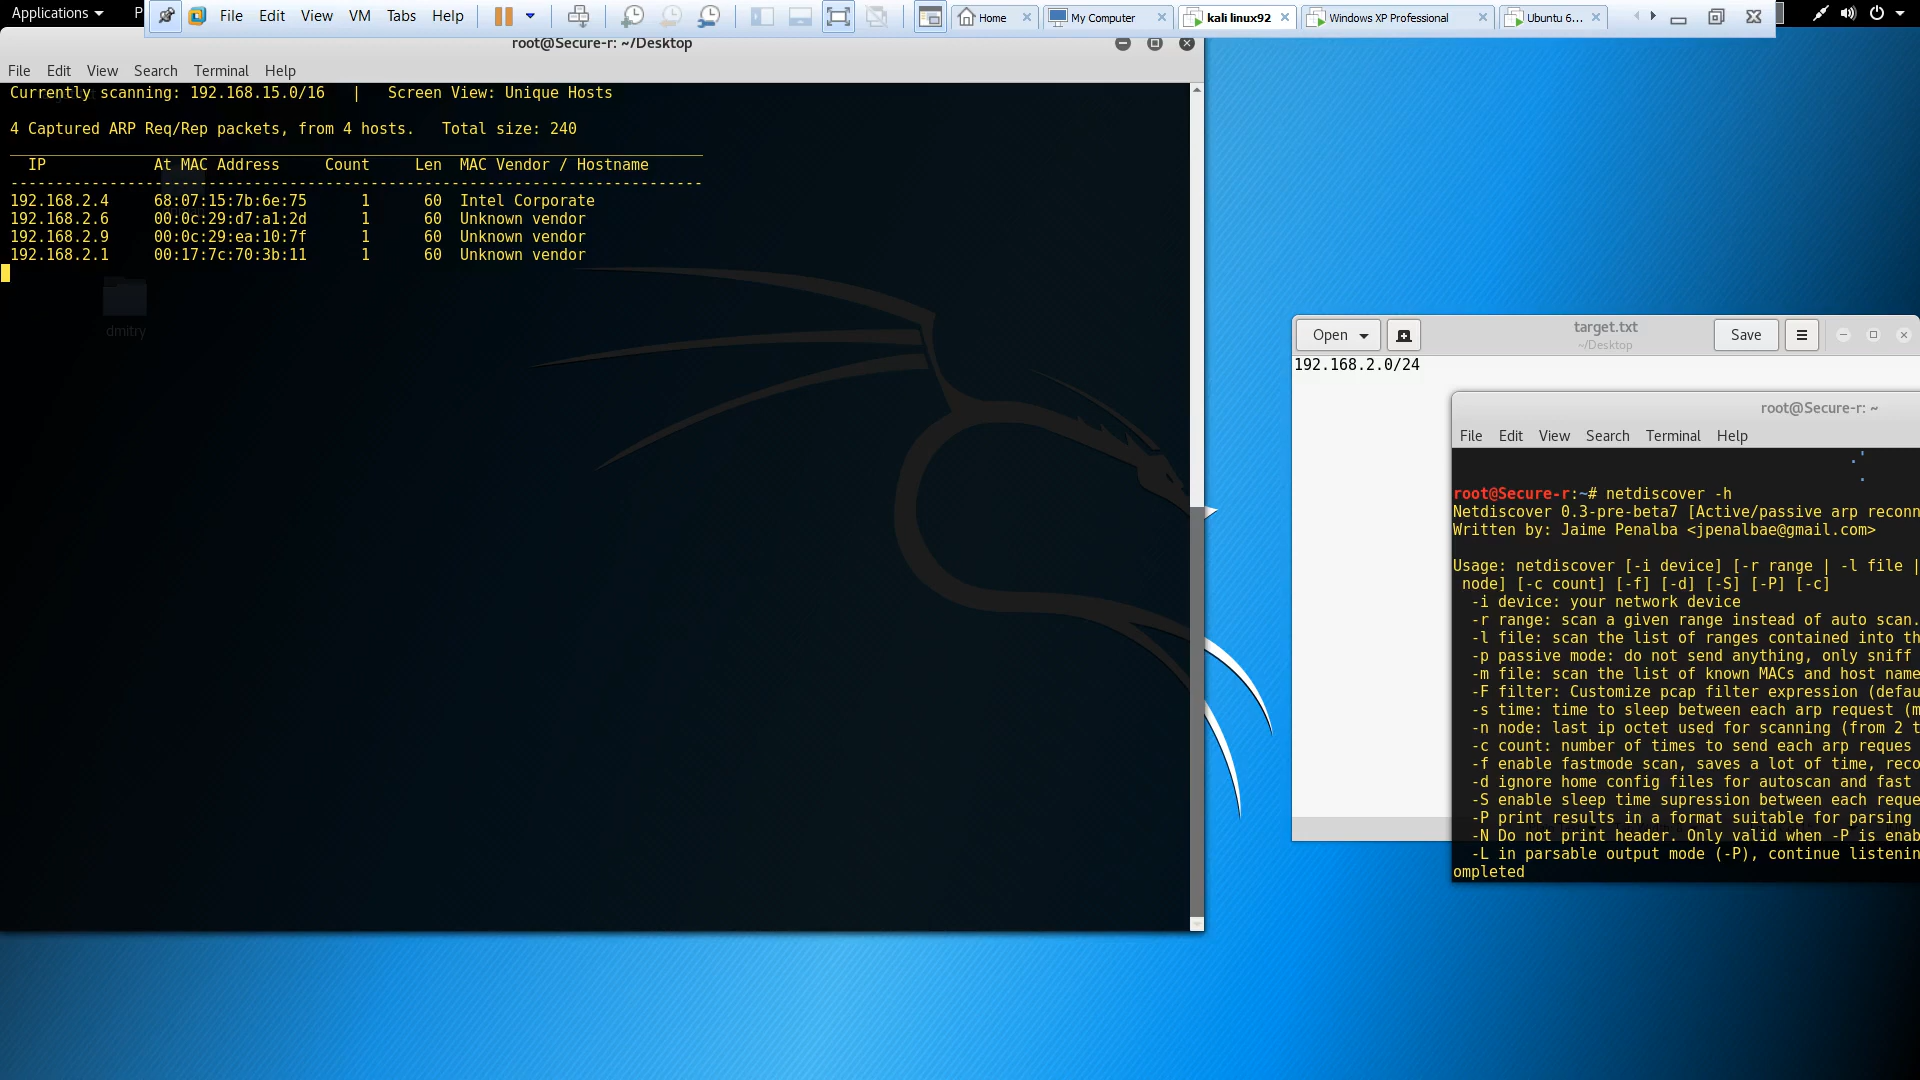 Applications
File Edit View VM Tabs Help
Home
My Computer
kali linux92
Windows XP Professional
Ubuntu 6...
root@Secure-r: ~/Desktop
File Edit View Search Terminal Help
Currently scanning: 192.168.15.0/16 | Screen View: Unique Hosts
4 Captured ARP Req/Rep packets, from 4 hosts. Total size: 240
IP At MAC Address Count Len MAC Vendor / Hostname
-----------------------------------------------------------------------------
192.168.2.4 68:07:15:7b:6e:75 1 60 Intel Corporate
192.168.2.6 00:0c:29:d7:a1:2d 1 60 Unknown vendor
192.168.2.9 00:0c:29:ea:10:7f 1 60 Unknown vendor
192.168.2.1 00:17:7c:70:3b:11 1 60 Unknown vendor
dmitry
Open
target.txt
~/Desktop
Save
192.168.2.0/24
root@Secure-r: ~
File Edit View Search Terminal Help
root@Secure-r:~# netdiscover -h
Netdiscover 0.3-pre-beta7 [Active/passive arp reconn
Written by: Jaime Penalba <jpenalbae@gmail.com>
Usage: netdiscover [-i device] [-r range | -l file |
node] [-c count] [-f] [-d] [-S] [-P] [-c]
-i device: your network device
-r range: scan a given range instead of auto scan.
-l file: scan the list of ranges contained into th
-p passive mode: do not send anything, only sniff
-m file: scan the list of known MACs and host name
-F filter: Customize pcap filter expression (defau
-s time: time to sleep between each arp request (m
-n node: last ip octet used for scanning (from 2 t
-c count: number of times to send each arp reques
-f enable fastmode scan, saves a lot of time, reco
-d ignore home config files for autoscan and fast
-S enable sleep time supression between each reque
-P print results in a format suitable for parsing
-N Do not print header. Only valid when -P is enab
-L in parsable output mode (-P), continue listenin
ompleted